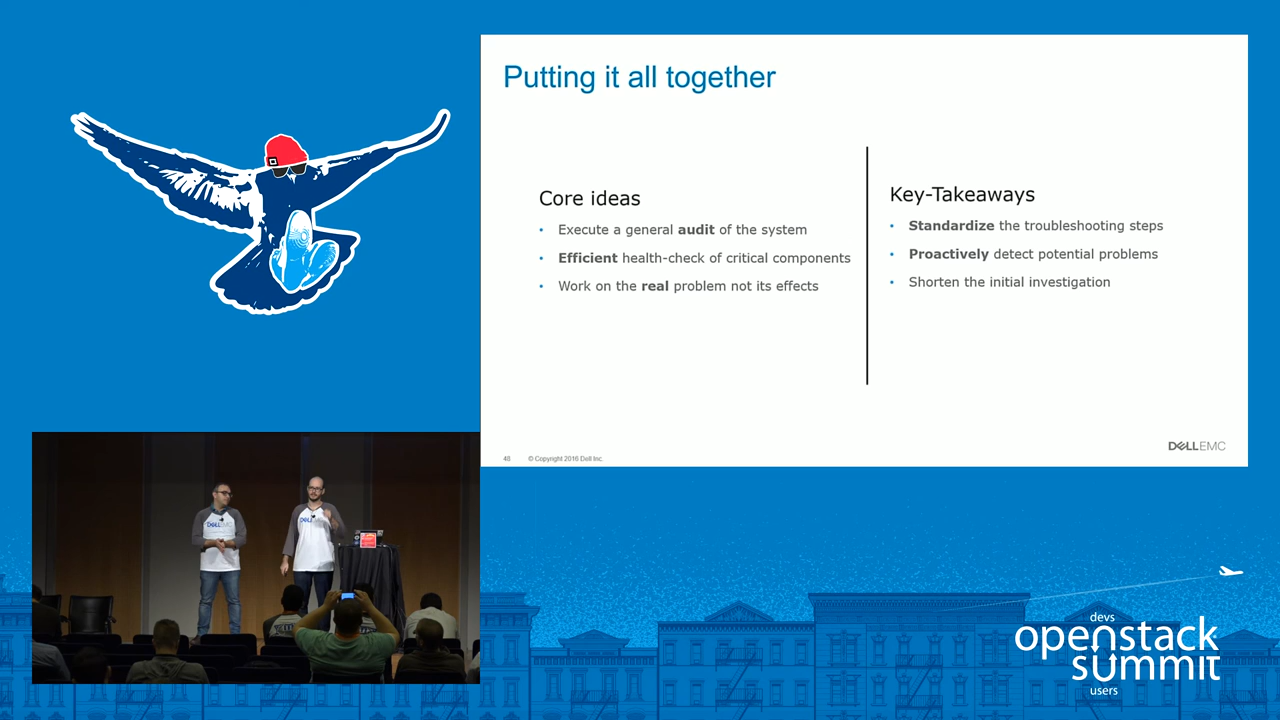 Putting it all together
Core ideas
• Execute a general audit of the system
• Efficient health-check of critical components
• Work on the real problem not its effects
Key-Takeaways
• Standardize the troubleshooting steps
• Proactively detect potential problems
• Shorten the initial investigation
48 © Copyright 2016 Dell Inc.
DELLEMC
DELLEMC
DELLEMC
devs
openstack
summit
users